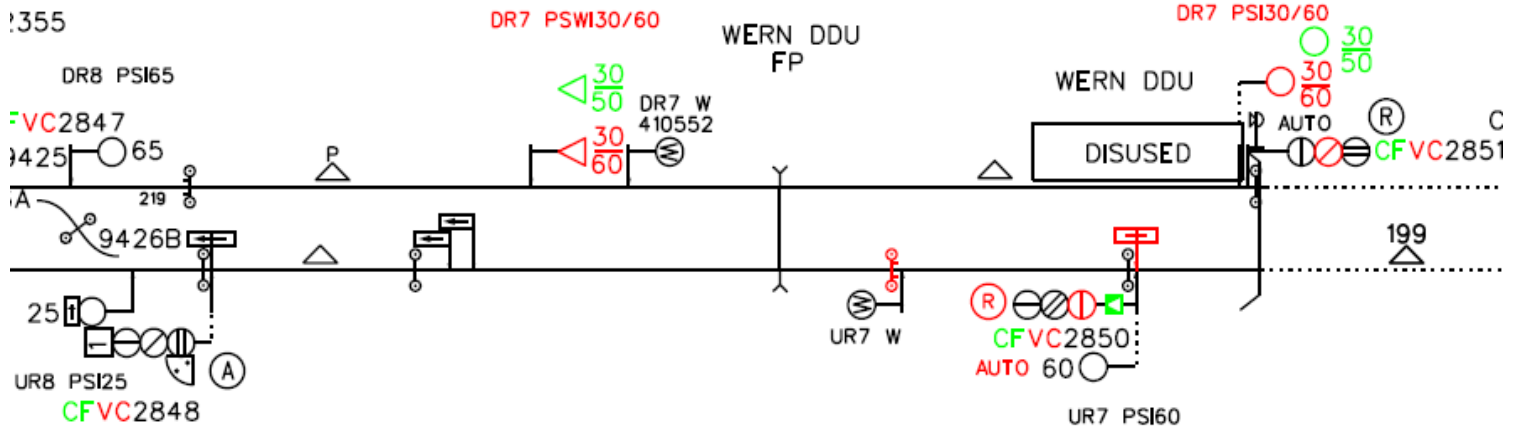 2355
DR7 PSWI30/60
WERN DDU
FP
DR7 PSI30/60
30
50
DR8 PSI65
30
50
DR7 W
410552
WERN DDU
30
60
FVC2847
AUTO
R
C
9425
65
P
30
60
DISUSED
CFVC2851
219
A
9426B
199
25
1
UR7 W
R
CFVC2850
AUTO 60
UR8 PSI25
A
CFVC2848
UR7 PSI60